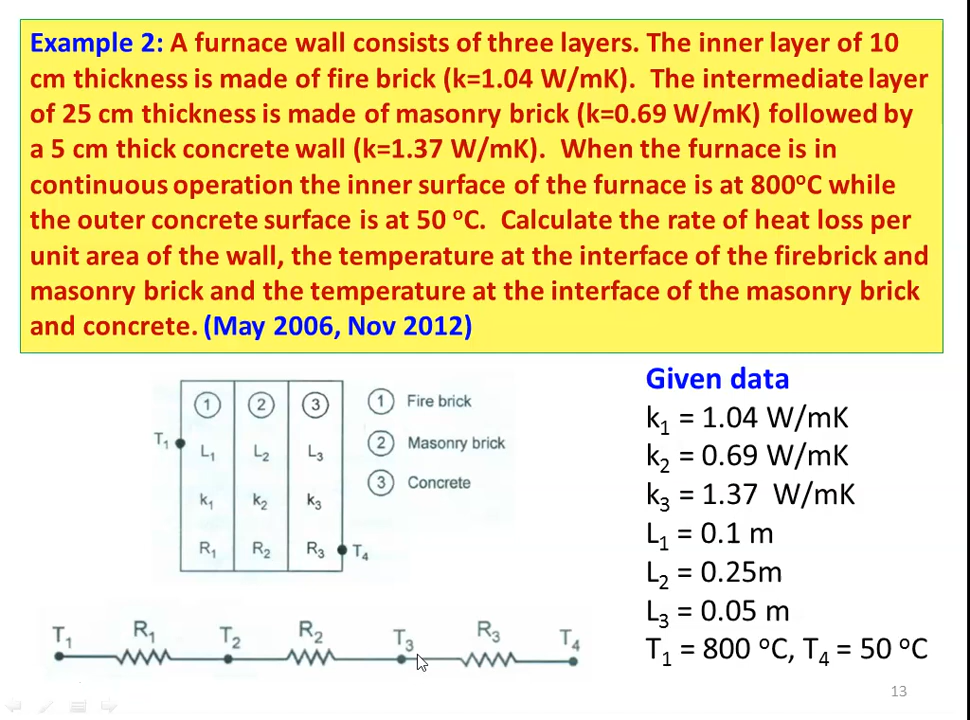 Example 2: A furnace wall consists of three layers. The inner layer of 10
cm thickness is made of fire brick (k=1.04 W/mK). The intermediate layer
of 25 cm thickness is made of masonry brick (k=0.69 W/mK) followed by
a 5 cm thick concrete wall (k=1.37 W/mK). When the furnace is in
continuous operation the inner surface of the furnace is at 800°C while
the outer concrete surface is at 50 °C. Calculate the rate of heat loss per
unit area of the wall, the temperature at the interface of the firebrick and
masonry brick and the temperature at the interface of the masonry brick
and concrete. (May 2006, Nov 2012)
1 2 3
T₁
L₁ L₂ L₃
k₁ k₂ k₃
R₁ R₂ R₃
T₄
1 Fire brick
2 Masonry brick
3 Concrete
T₁ R₁ T₂ R₂ T₃ R₃ T₄
Given data
k₁ = 1.04 W/mK
k₂ = 0.69 W/mK
k₃ = 1.37 W/mK
L₁ = 0.1 m
L₂ = 0.25m
L₃ = 0.05 m
T₁ = 800 °C, T₄ = 50 °C
13